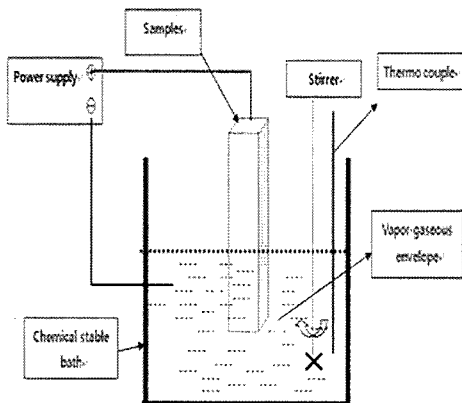 Samples
Power supply
Stirrer
Thermo couple
Vapor-gaseous
envelope
Chemical stable
bath